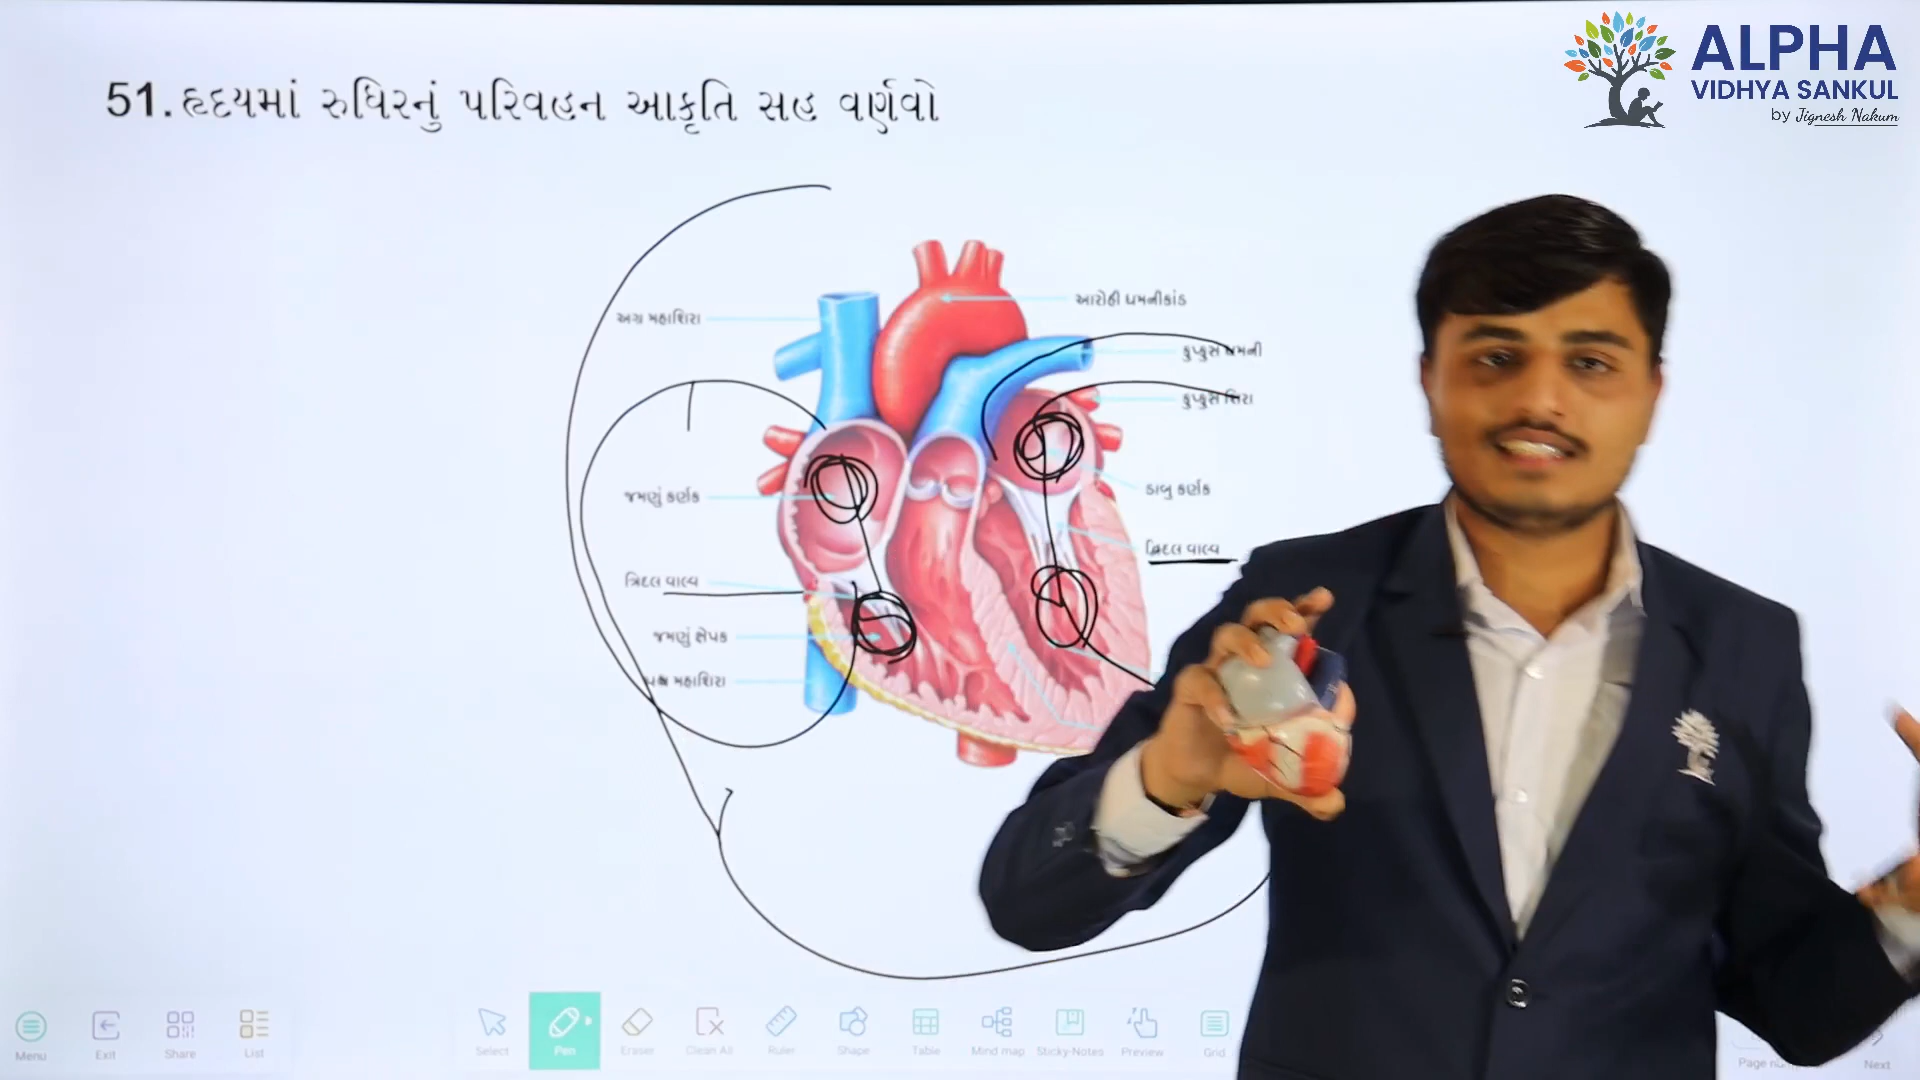 ALPHA
VIDHYA SANKUL
by Jignesh Nakum
51. હૃદયમાં રુધિરનું પરિવહન આકૃતિ સહ વર્ણવો
આરોહી ધમનીકાંડ
અગ્ર મહાશિરા
ફુપ્ફુસ ધમની
ફુપ્ફુસ શિરા
જમણું કર્ણક
ડાબુ કર્ણક
દ્વિદલ વાલ્વ
ત્રિદલ વાલ્વ
જમણું ક્ષેપક
પશ્ચ મહાશિરા
Menu
Exit
Share
List
Select
Pen
Eraser
Clean All
Ruler
Shape
Table
Mind map
Sticky-Notes
Preview
Grid
Page
Next